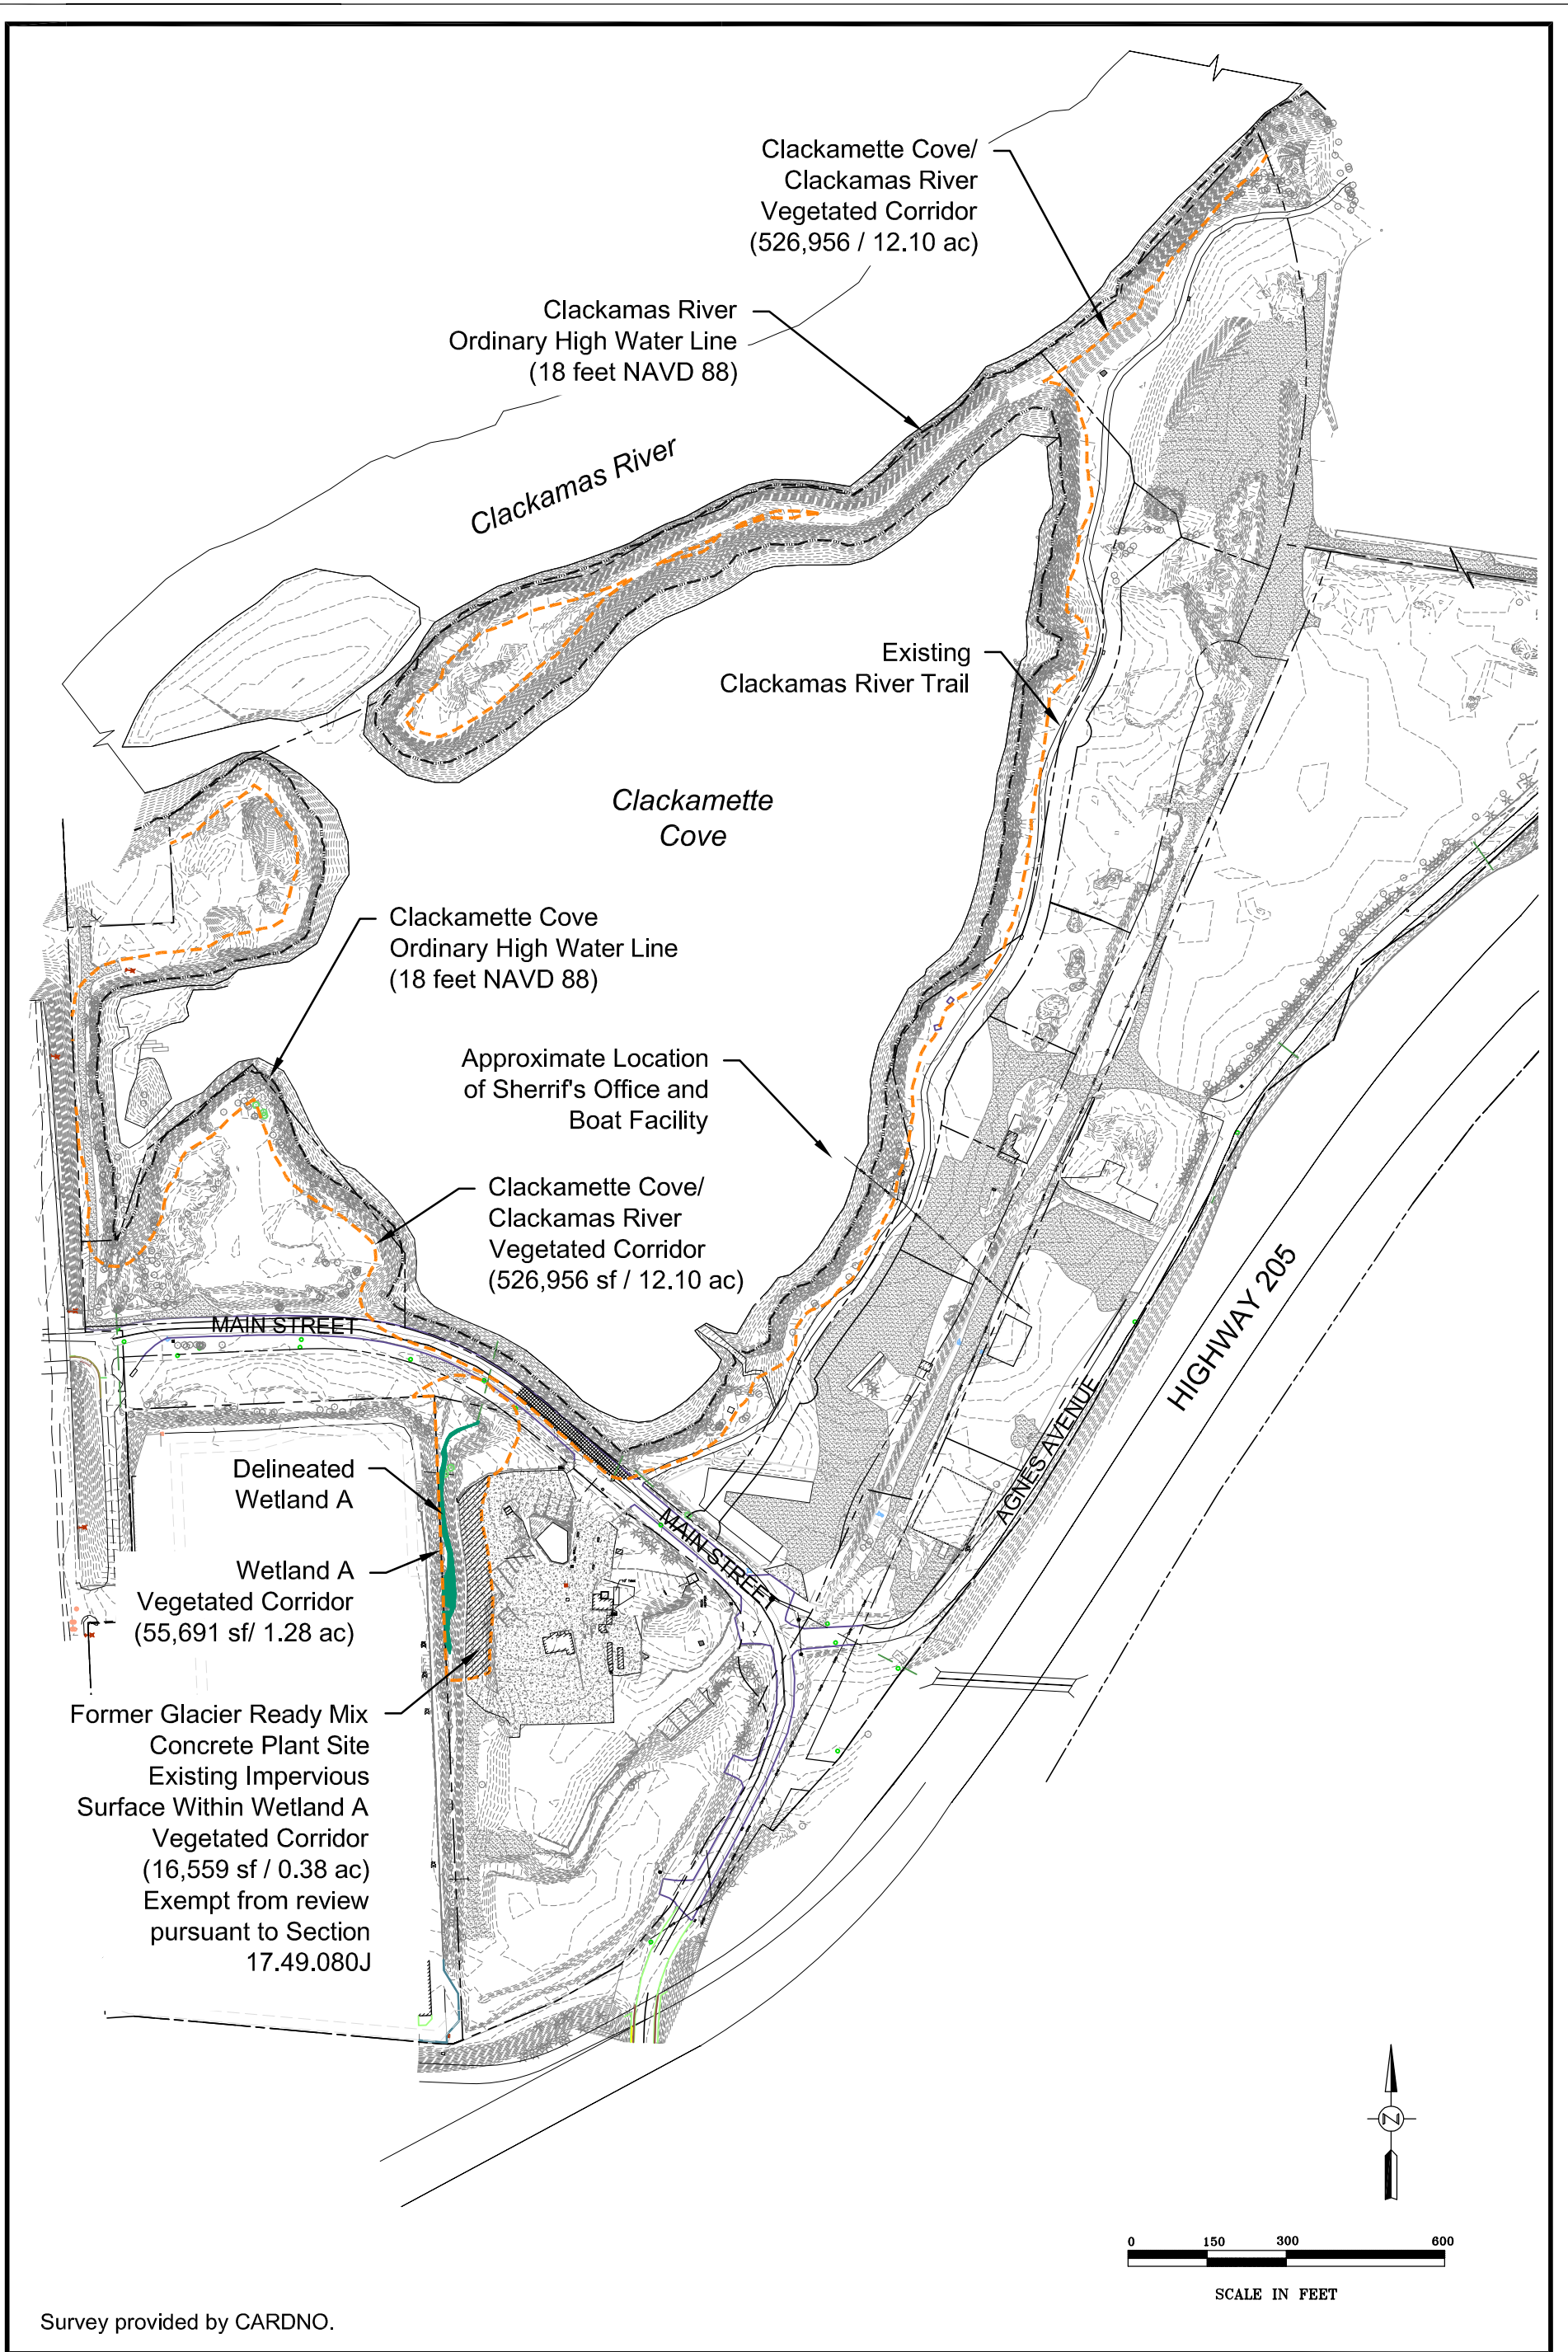 Clackamette Cove/
Clackamas River
Vegetated Corridor
(526,956 / 12.10 ac)
Clackamas River
Ordinary High Water Line
(18 feet NAVD 88)
Clackamas River
Existing
Clackamas River Trail
Clackamette
Cove
Clackamette Cove
Ordinary High Water Line
(18 feet NAVD 88)
Approximate Location
of Sherrif's Office and
Boat Facility
Clackamette Cove/
Clackamas River
Vegetated Corridor
(526,956 sf / 12.10 ac)
MAIN STREET
HIGHWAY 205
AGNES AVENUE
Delineated
Wetland A
MAIN STREET
Wetland A
Vegetated Corridor
(55,691 sf/ 1.28 ac)
Former Glacier Ready Mix
Concrete Plant Site
Existing Impervious
Surface Within Wetland A
Vegetated Corridor
(16,559 sf / 0.38 ac)
Exempt from review
pursuant to Section
17.49.080J
N
0 150 300 600
SCALE IN FEET
Survey provided by CARDNO.